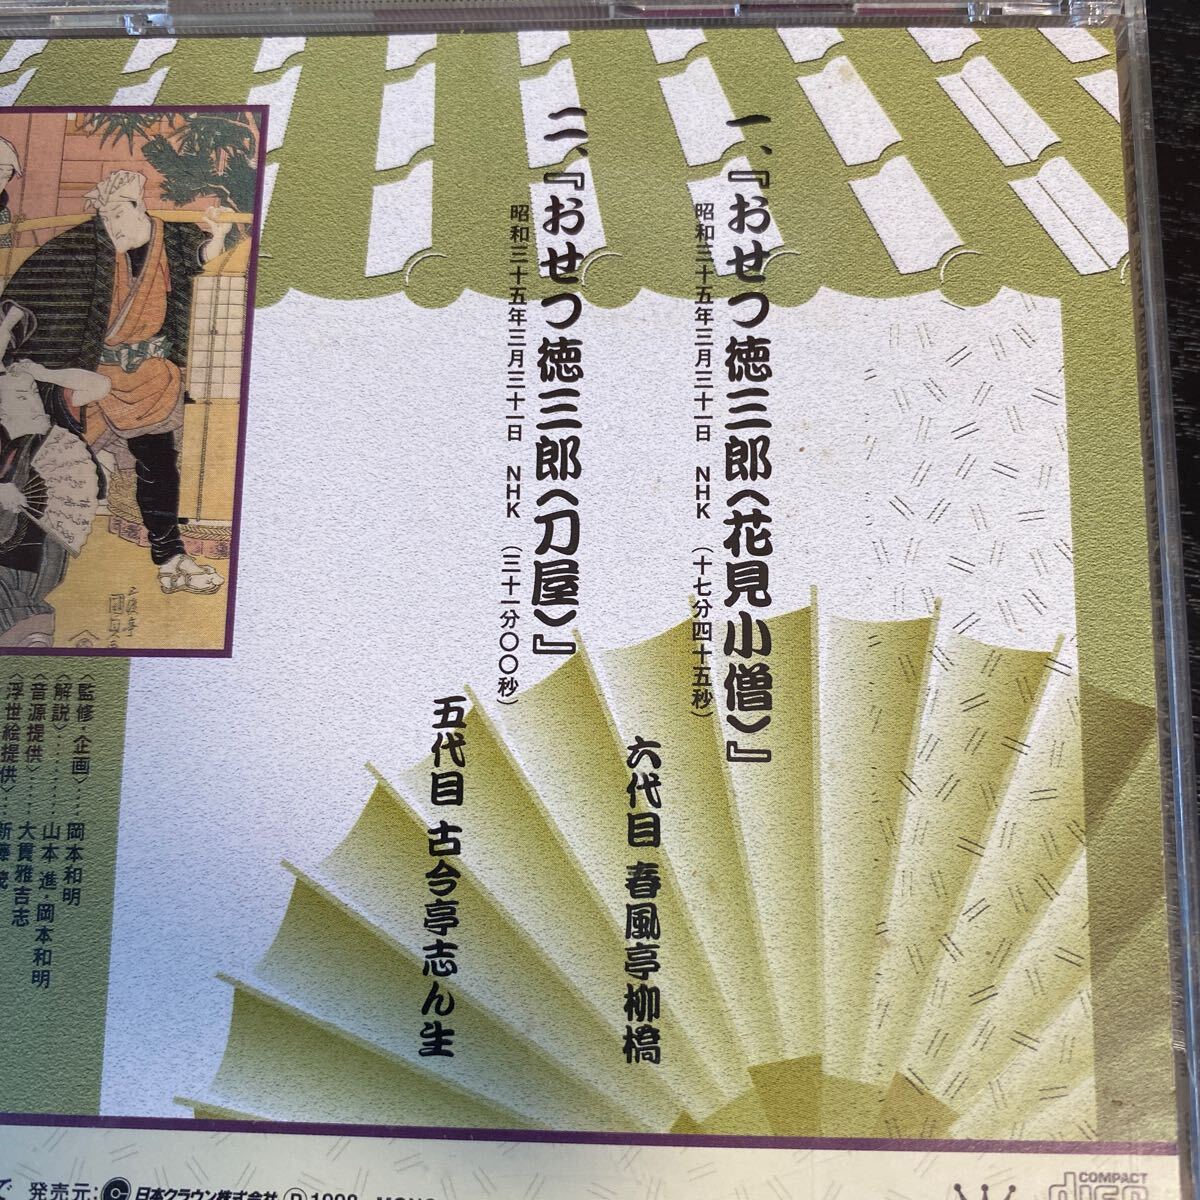 一、『おせつ徳三郎〈花見小僧〉』
昭和三十五年三月三十一日 NHK (十七分四十五秒)
六代目 春風亭柳橋
二、『おせつ徳三郎〈刀屋〉』
昭和三十五年三月三十一日 NHK (三十一分〇〇秒)
五代目 古今亭志ん生
〈監修・企画〉…… 岡本和明
〈解説〉………… 山本 進・岡本和明
〈音源提供〉…… 大貫雅吉志
〈浮世絵提供〉…
発売元: 日本クラウン株式会社 Ⓟ1998
COMPACT
disc